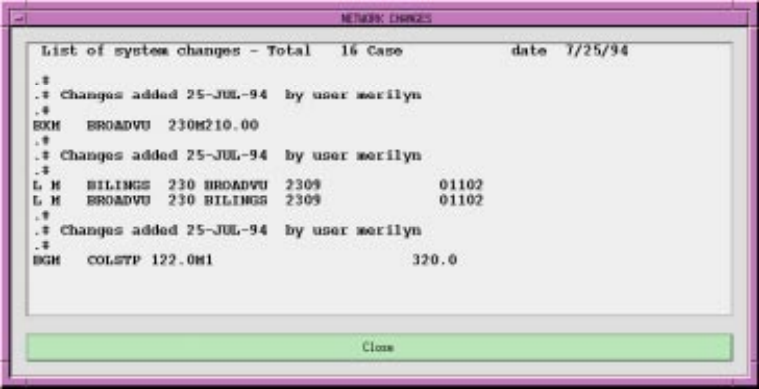 NETWORK CHANGES
List of system changes - Total 16 Case date 7/25/94
.#
.# Changes added 25-JUL-94 by user merilyn
.#
BXM BROADVU 230M210.00
.#
.# Changes added 25-JUL-94 by user merilyn
.#
L M BILINGS 230 BROADVU 2309 01102
L M BROADVU 230 BILINGS 2309 01102
.#
.# Changes added 25-JUL-94 by user merilyn
.#
BGM COLSTP 122.0M1 320.0
Close